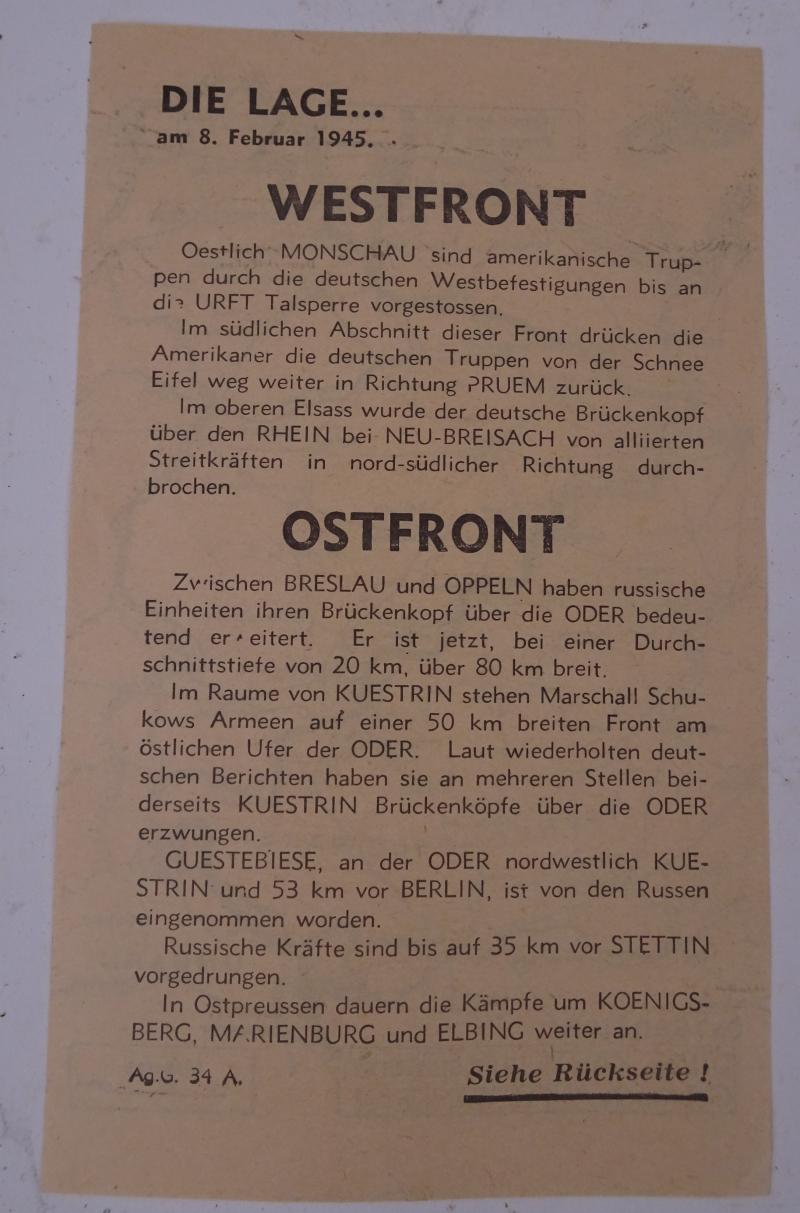 DIE LAGE...
am 8. Februar 1945.
WESTFRONT
Oestlich MONSCHAU sind amerikanische Trup-
pen durch die deutschen Westbefestigungen bis an
die URFT Talsperre vorgestossen.
Im südlichen Abschnitt dieser Front drücken die
Amerikaner die deutschen Truppen von der Schnee
Eifel weg weiter in Richtung PRUEM zurück.
Im oberen Elsass wurde der deutsche Brückenkopf
über den RHEIN bei NEU-BREISACH von alliierten
Streitkräften in nord-südlicher Richtung durch-
brochen.
OSTFRONT
Zwischen BRESLAU und OPPELN haben russische
Einheiten ihren Brückenkopf über die ODER bedeu-
tend erweitert. Er ist jetzt, bei einer Durch-
schnittstiefe von 20 km, über 80 km breit.
Im Raume von KUESTRIN stehen Marschall Schu-
kows Armeen auf einer 50 km breiten Front am
östlichen Ufer der ODER. Laut wiederholten deut-
schen Berichten haben sie an mehreren Stellen bei-
derseits KUESTRIN Brückenköpfe über die ODER
erzwungen.
GUESTEBIESE, an der ODER nordwestlich KUE-
STRIN und 53 km vor BERLIN, ist von den Russen
eingenommen worden.
Russische Kräfte sind bis auf 35 km vor STETTIN
vorgedrungen.
In Ostpreussen dauern die Kämpfe um KOENIGS-
BERG, MARIENBURG und ELBING weiter an.
Ag.G. 34 A.
Siehe Rückseite !